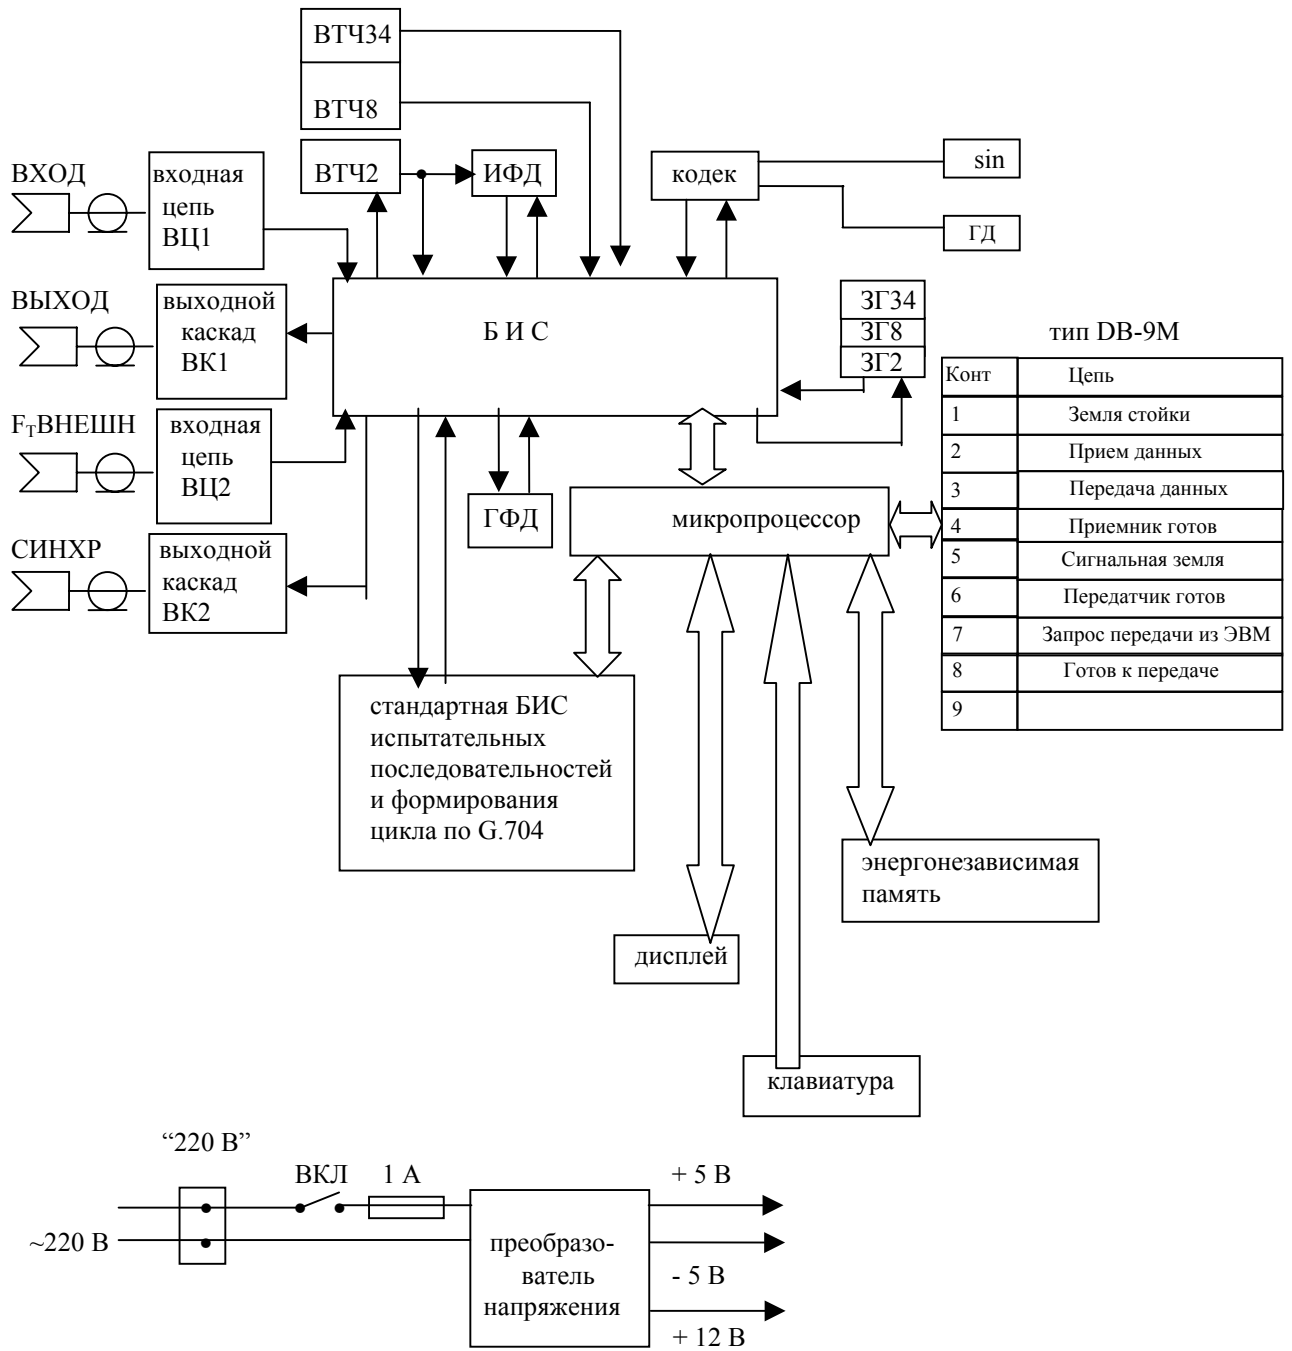 ВТЧ34
ВТЧ8
ВТЧ2
ИФД
кодек
sin
ГД
ВХОД
входная
цепь
ВЦ1
ВЫХОД
выходной
каскад
ВК1
Б И С
ЗГ34
ЗГ8
ЗГ2
тип DB-9М
Конт Цепь
1 Земля стойки
2 Прием данных
3 Передача данных
4 Приемник готов
5 Сигнальная земля
6 Передатчик готов
7 Запрос передачи из ЭВМ
8 Готов к передаче
9
FТВНЕШН
входная
цепь
ВЦ2
ГФД
микропроцессор
СИНХР
выходной
каскад
ВК2
стандартная БИС
испытательных
последовательностей
и формирования
цикла по G.704
энергонезависимая
память
дисплей
клавиатура
“220 В”
ВКЛ
1 А
~220 В
преобразо-
ватель
напряжения
+ 5 В
- 5 В
+ 12 В